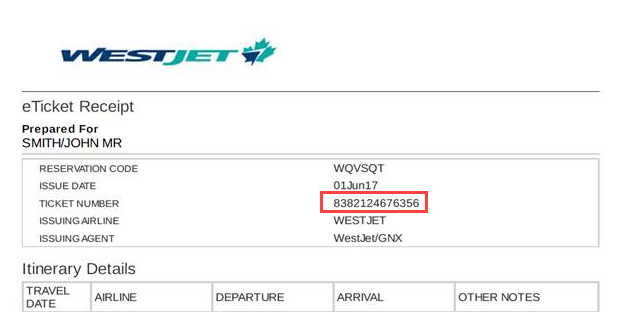 WESTJET
eTicket Receipt
Prepared For
SMITH/JOHN MR
RESERVATION CODE WQVSQT
ISSUE DATE 01Jun17
TICKET NUMBER 8382124676356
ISSUING AIRLINE WESTJET
ISSUING AGENT WestJet/GNX
Itinerary Details
TRAVEL DATE AIRLINE DEPARTURE ARRIVAL OTHER NOTES